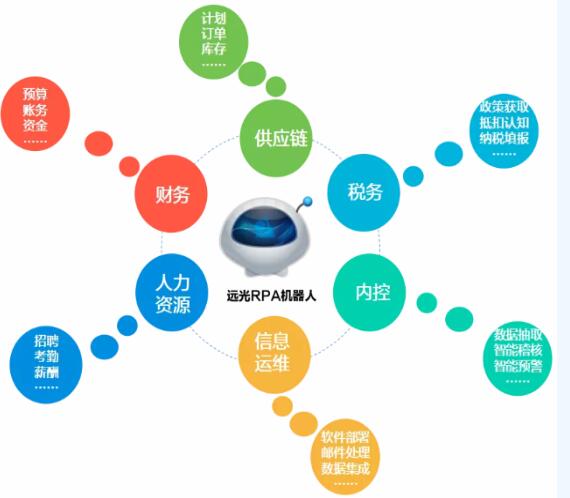 计划
订单
库存
……
供应链
预算
账务
资金
……
财务
政策获取
抵扣认知
纳税填报
……
税务
远光RPA机器人
人力
资源
招聘
考勤
薪酬
……
内控
数据抽取
智能稽核
智能预警
……
信息
运维
软件部署
邮件处理
数据集成
……